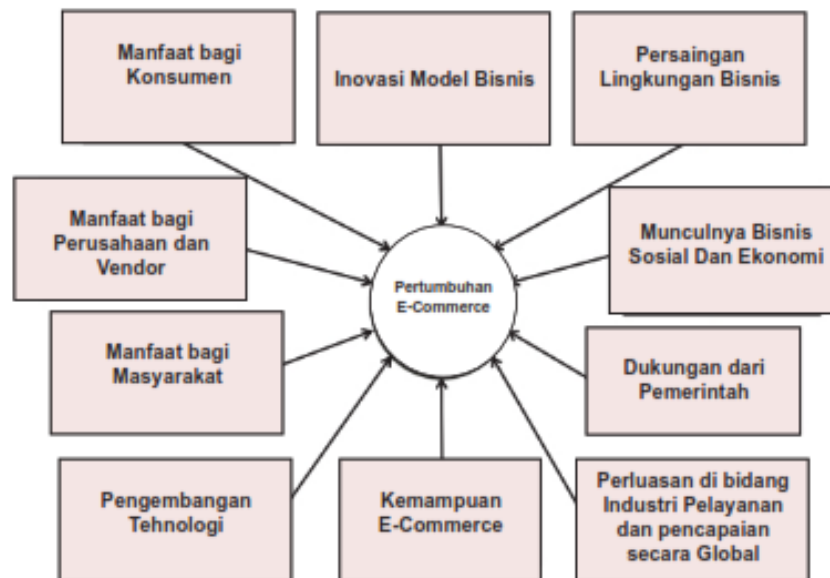 Manfaat bagi
Konsumen
Inovasi Model Bisnis
Persaingan
Lingkungan Bisnis
Manfaat bagi
Perusahaan dan
Vendor
Munculnya Bisnis
Sosial Dan Ekonomi
Pertumbuhan
E-Commerce
Manfaat bagi
Masyarakat
Dukungan dari
Pemerintah
Pengembangan
Tehnologi
Kemampuan
E-Commerce
Perluasan di bidang
Industri Pelayanan
dan pencapaian
secara Global